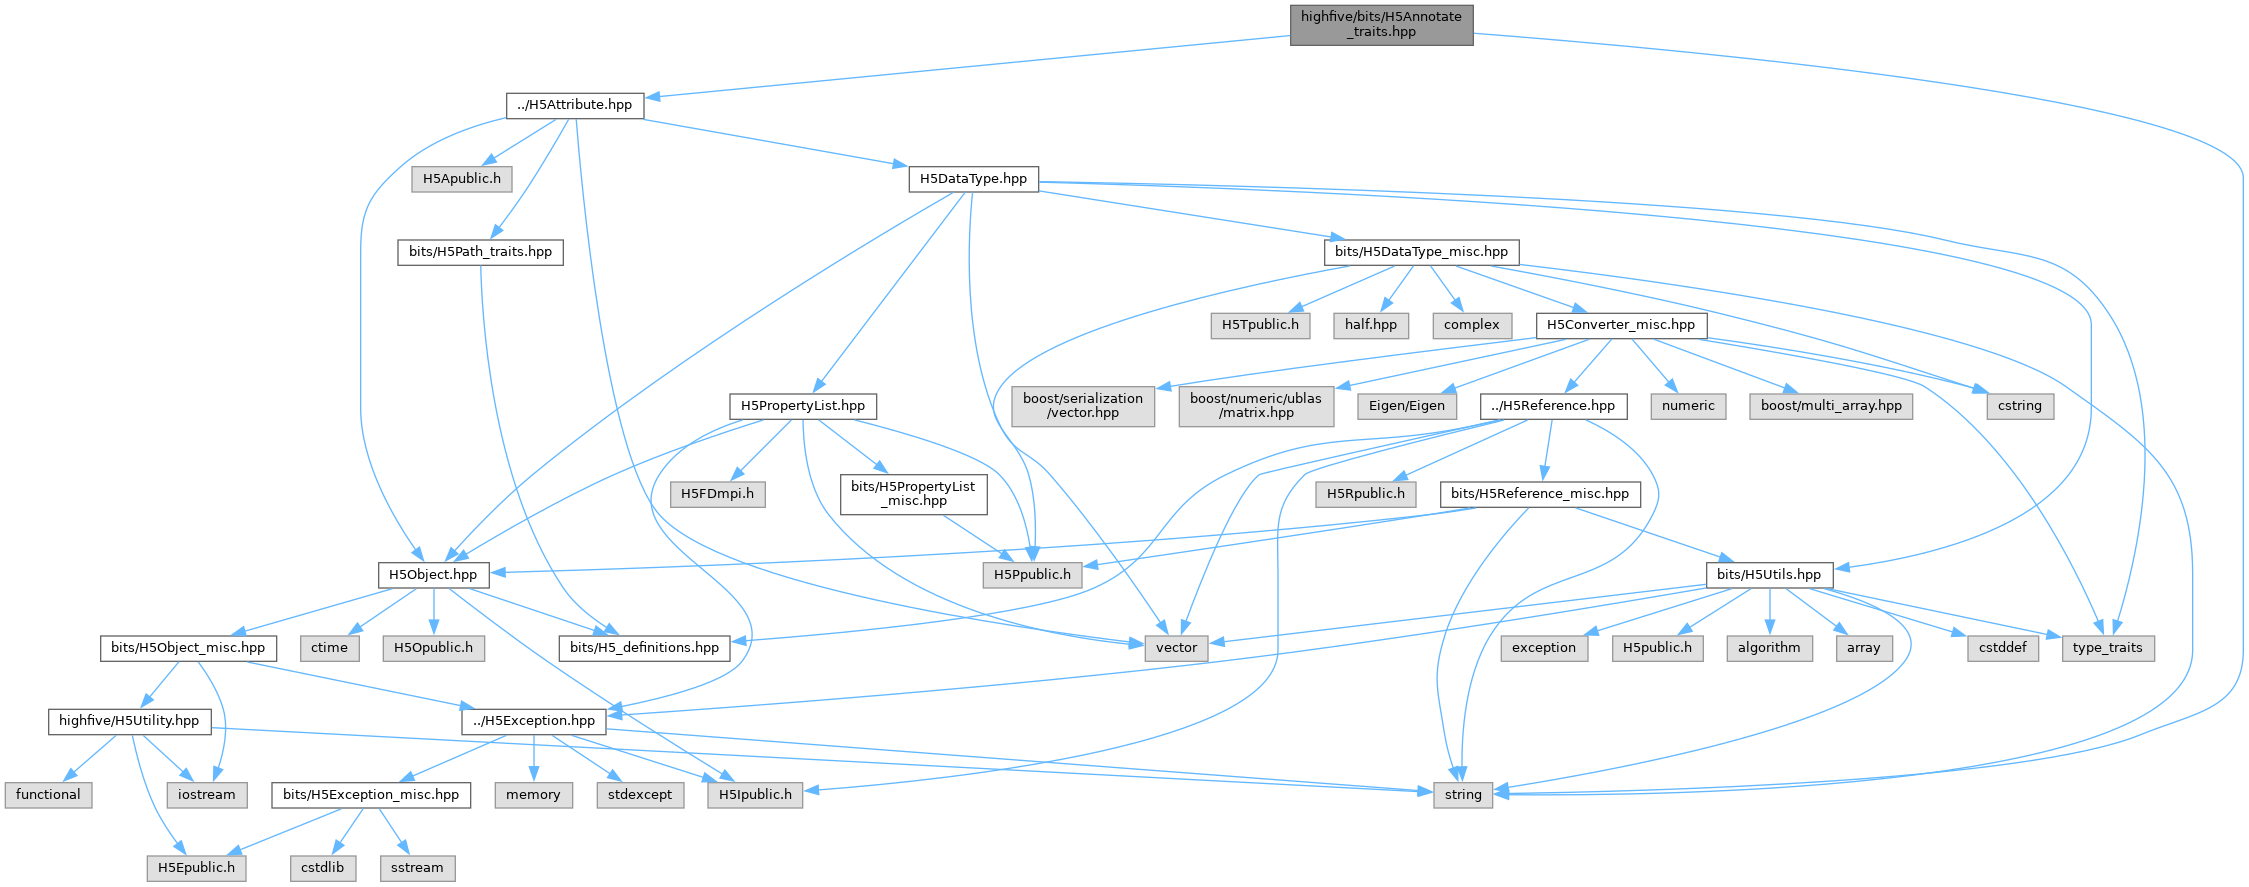 highfive/bits/H5Annotate
_traits.hpp
../H5Attribute.hpp
H5Apublic.h
H5DataType.hpp
bits/H5Path_traits.hpp
bits/H5DataType_misc.hpp
H5Tpublic.h
half.hpp
complex
H5Converter_misc.hpp
H5PropertyList.hpp
boost/serialization
/vector.hpp
boost/numeric/ublas
/matrix.hpp
Eigen/Eigen
../H5Reference.hpp
numeric
boost/multi_array.hpp
cstring
H5FDmpi.h
bits/H5PropertyList
_misc.hpp
H5Rpublic.h
bits/H5Reference_misc.hpp
H5Object.hpp
H5Ppublic.h
bits/H5Utils.hpp
bits/H5Object_misc.hpp
ctime
H5Opublic.h
bits/H5_definitions.hpp
vector
exception
H5public.h
algorithm
array
cstddef
type_traits
highfive/H5Utility.hpp
../H5Exception.hpp
functional
iostream
bits/H5Exception_misc.hpp
memory
stdexcept
H5Ipublic.h
string
H5Epublic.h
cstdlib
sstream